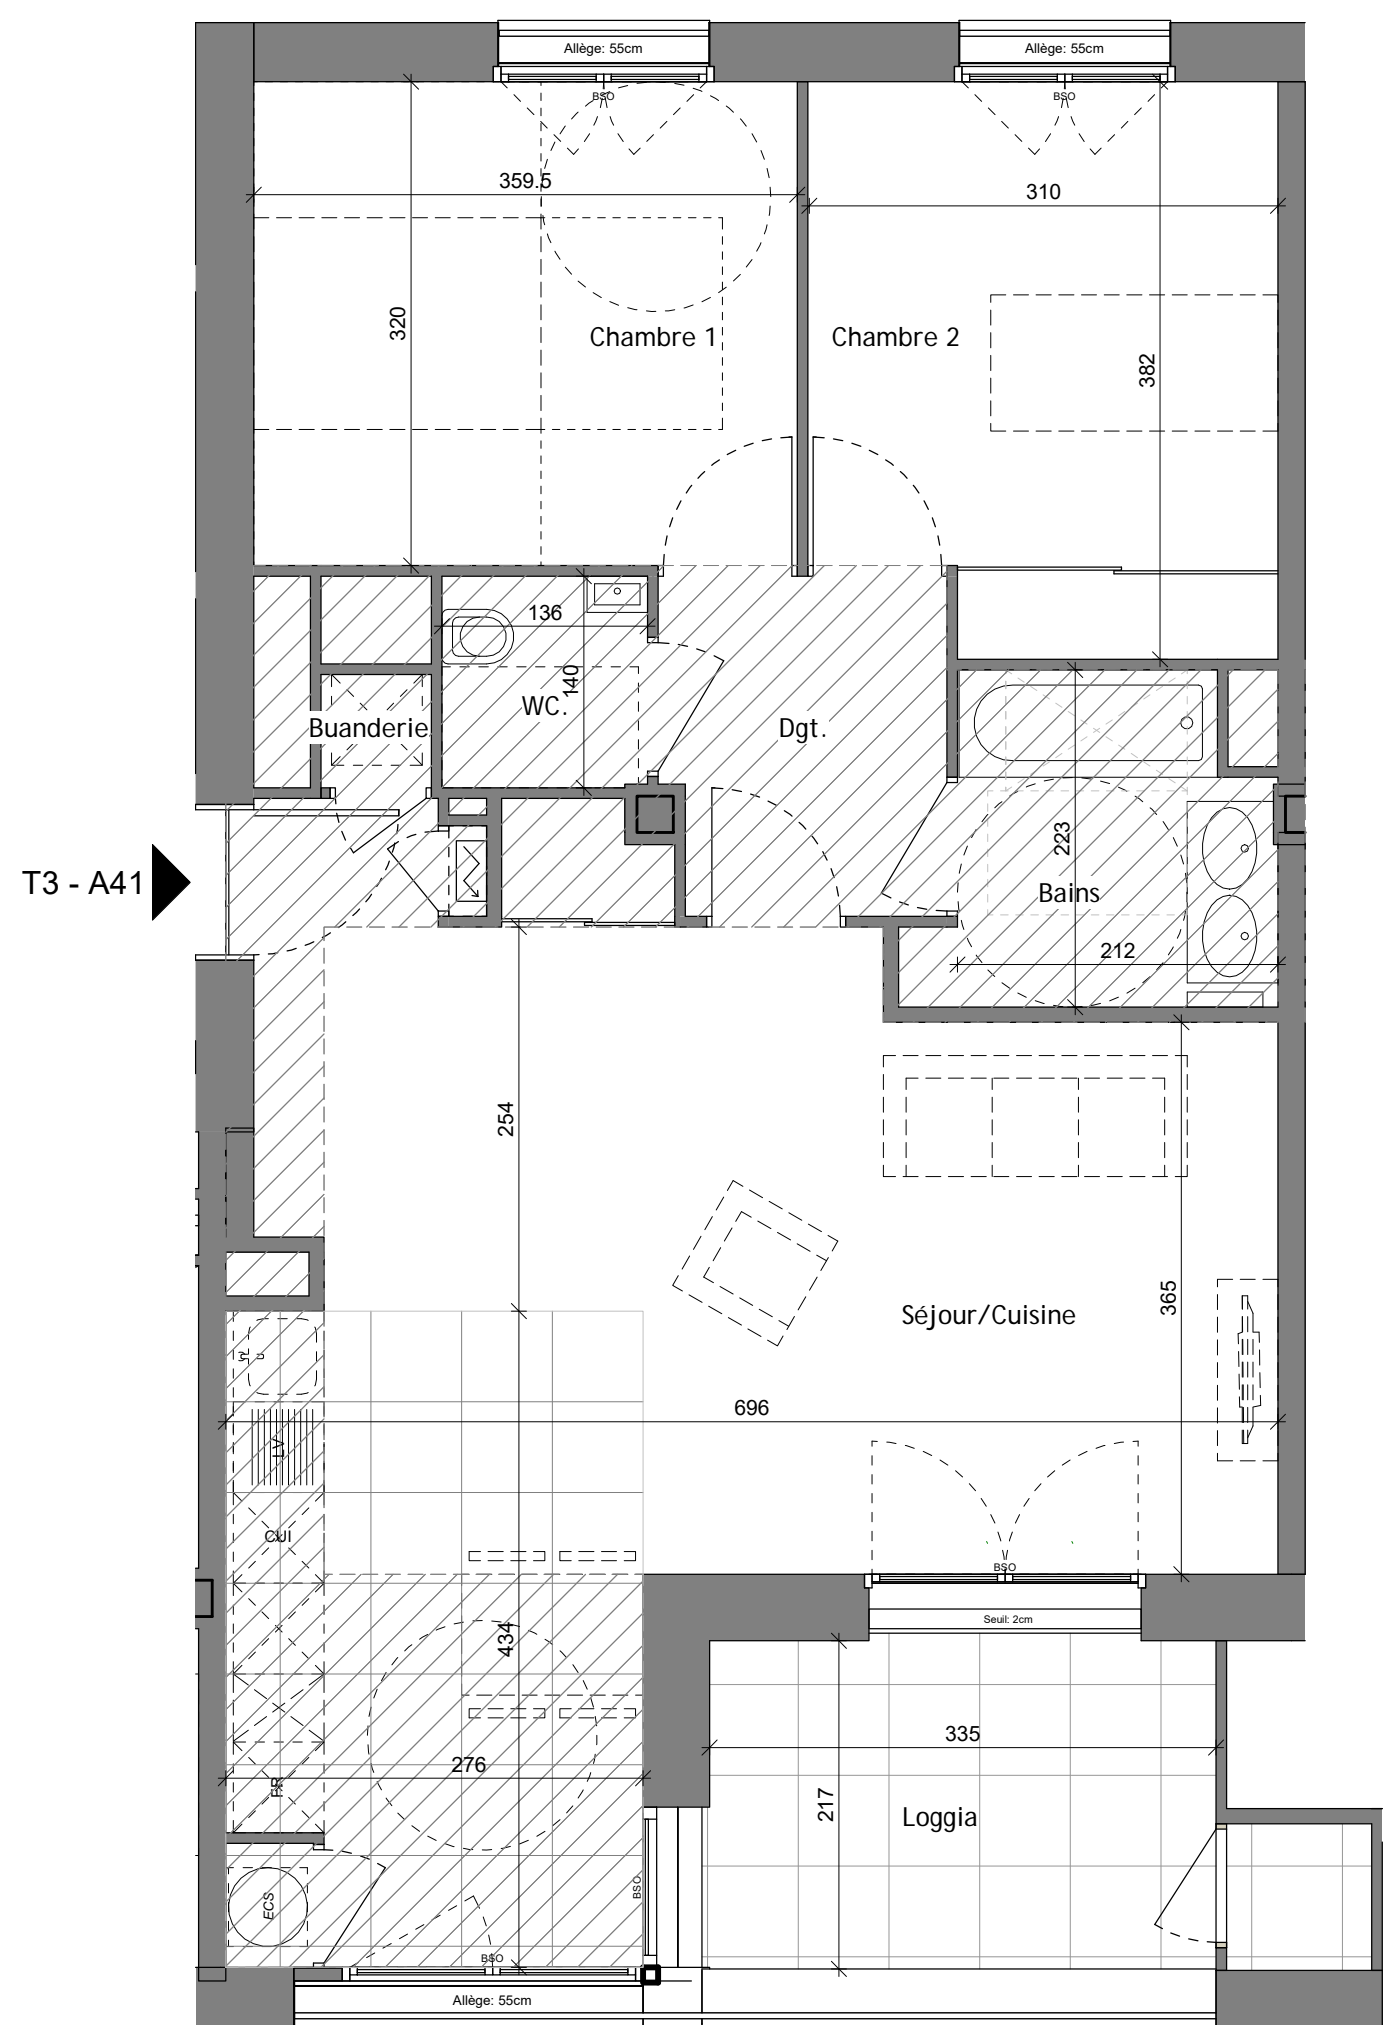 Allège: 55cm
Allège: 55cm
BSO
BSO
359.5
310
320
Chambre 1
Chambre 2
382
136
140
WC.
Buanderie
Dgt.
T3 - A41
223
Bains
212
254
365
Séjour/Cuisine
696
LV
CUI
BSO
Seuil: 2cm
434
335
276
FR
217
Loggia
BSO
ECS
BSO
Allège: 55cm